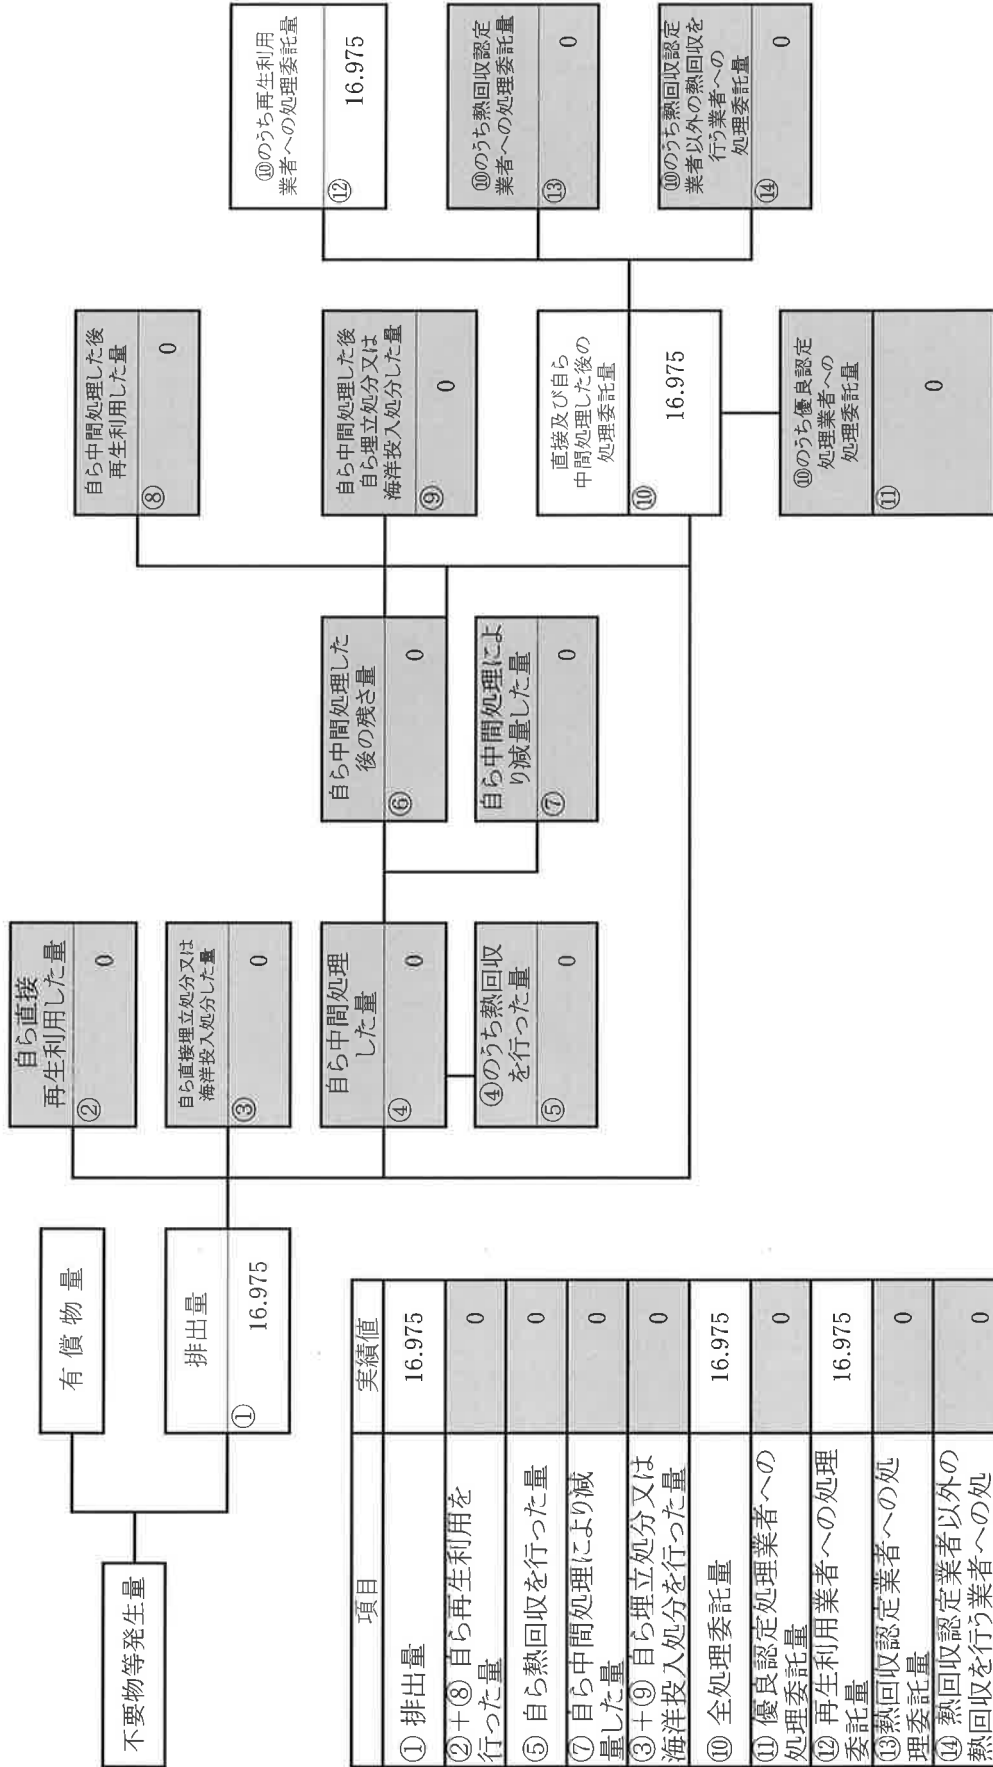 不要物等発生量
有 償 物 量
排出量
① 16.975
自ら直接
再生利用した量
② 0
自ら直接埋立処分又は
海洋投入処分した量
③ 0
自ら中間処理
した量
④ 0
④のうち熱回収
を行った量
⑤ 0
自ら中間処理した
後の残さ量
⑥ 0
自ら中間処理によ
り減量した量
⑦ 0
自ら中間処理した後
再生利用した量
⑧ 0
自ら中間処理した後
自ら埋立処分又は
海洋投入処分した量
⑨ 0
直接及び自ら
中間処理した後の
処理委託量
⑩ 16.975
⑩のうち優良認定
処理業者への
処理委託量
⑪ 0
⑩のうち再生利用
業者への処理委託量
⑫ 16.975
⑩のうち熱回収認定
業者への処理委託量
⑬ 0
⑩のうち熱回収認定
業者以外の熱回収を
行う業者への
処理委託量
⑭ 0
項目 実績値
① 排出量 16.975
②+⑧ 自ら再生利用を
行った量 0
⑤ 自ら熱回収を行った量 0
⑦ 自ら中間処理により減
量した量 0
③+⑨ 自ら埋立処分又は
海洋投入処分を行った量 0
⑩ 全処理委託量 16.975
⑪ 優良認定処理業者への
処理委託量 0
⑫ 再生利用業者への処理
委託量 16.975
⑬熱回収認定業者への処
理委託量 0
⑭ 熱回収認定業者以外の
熱回収を行う業者への処 0